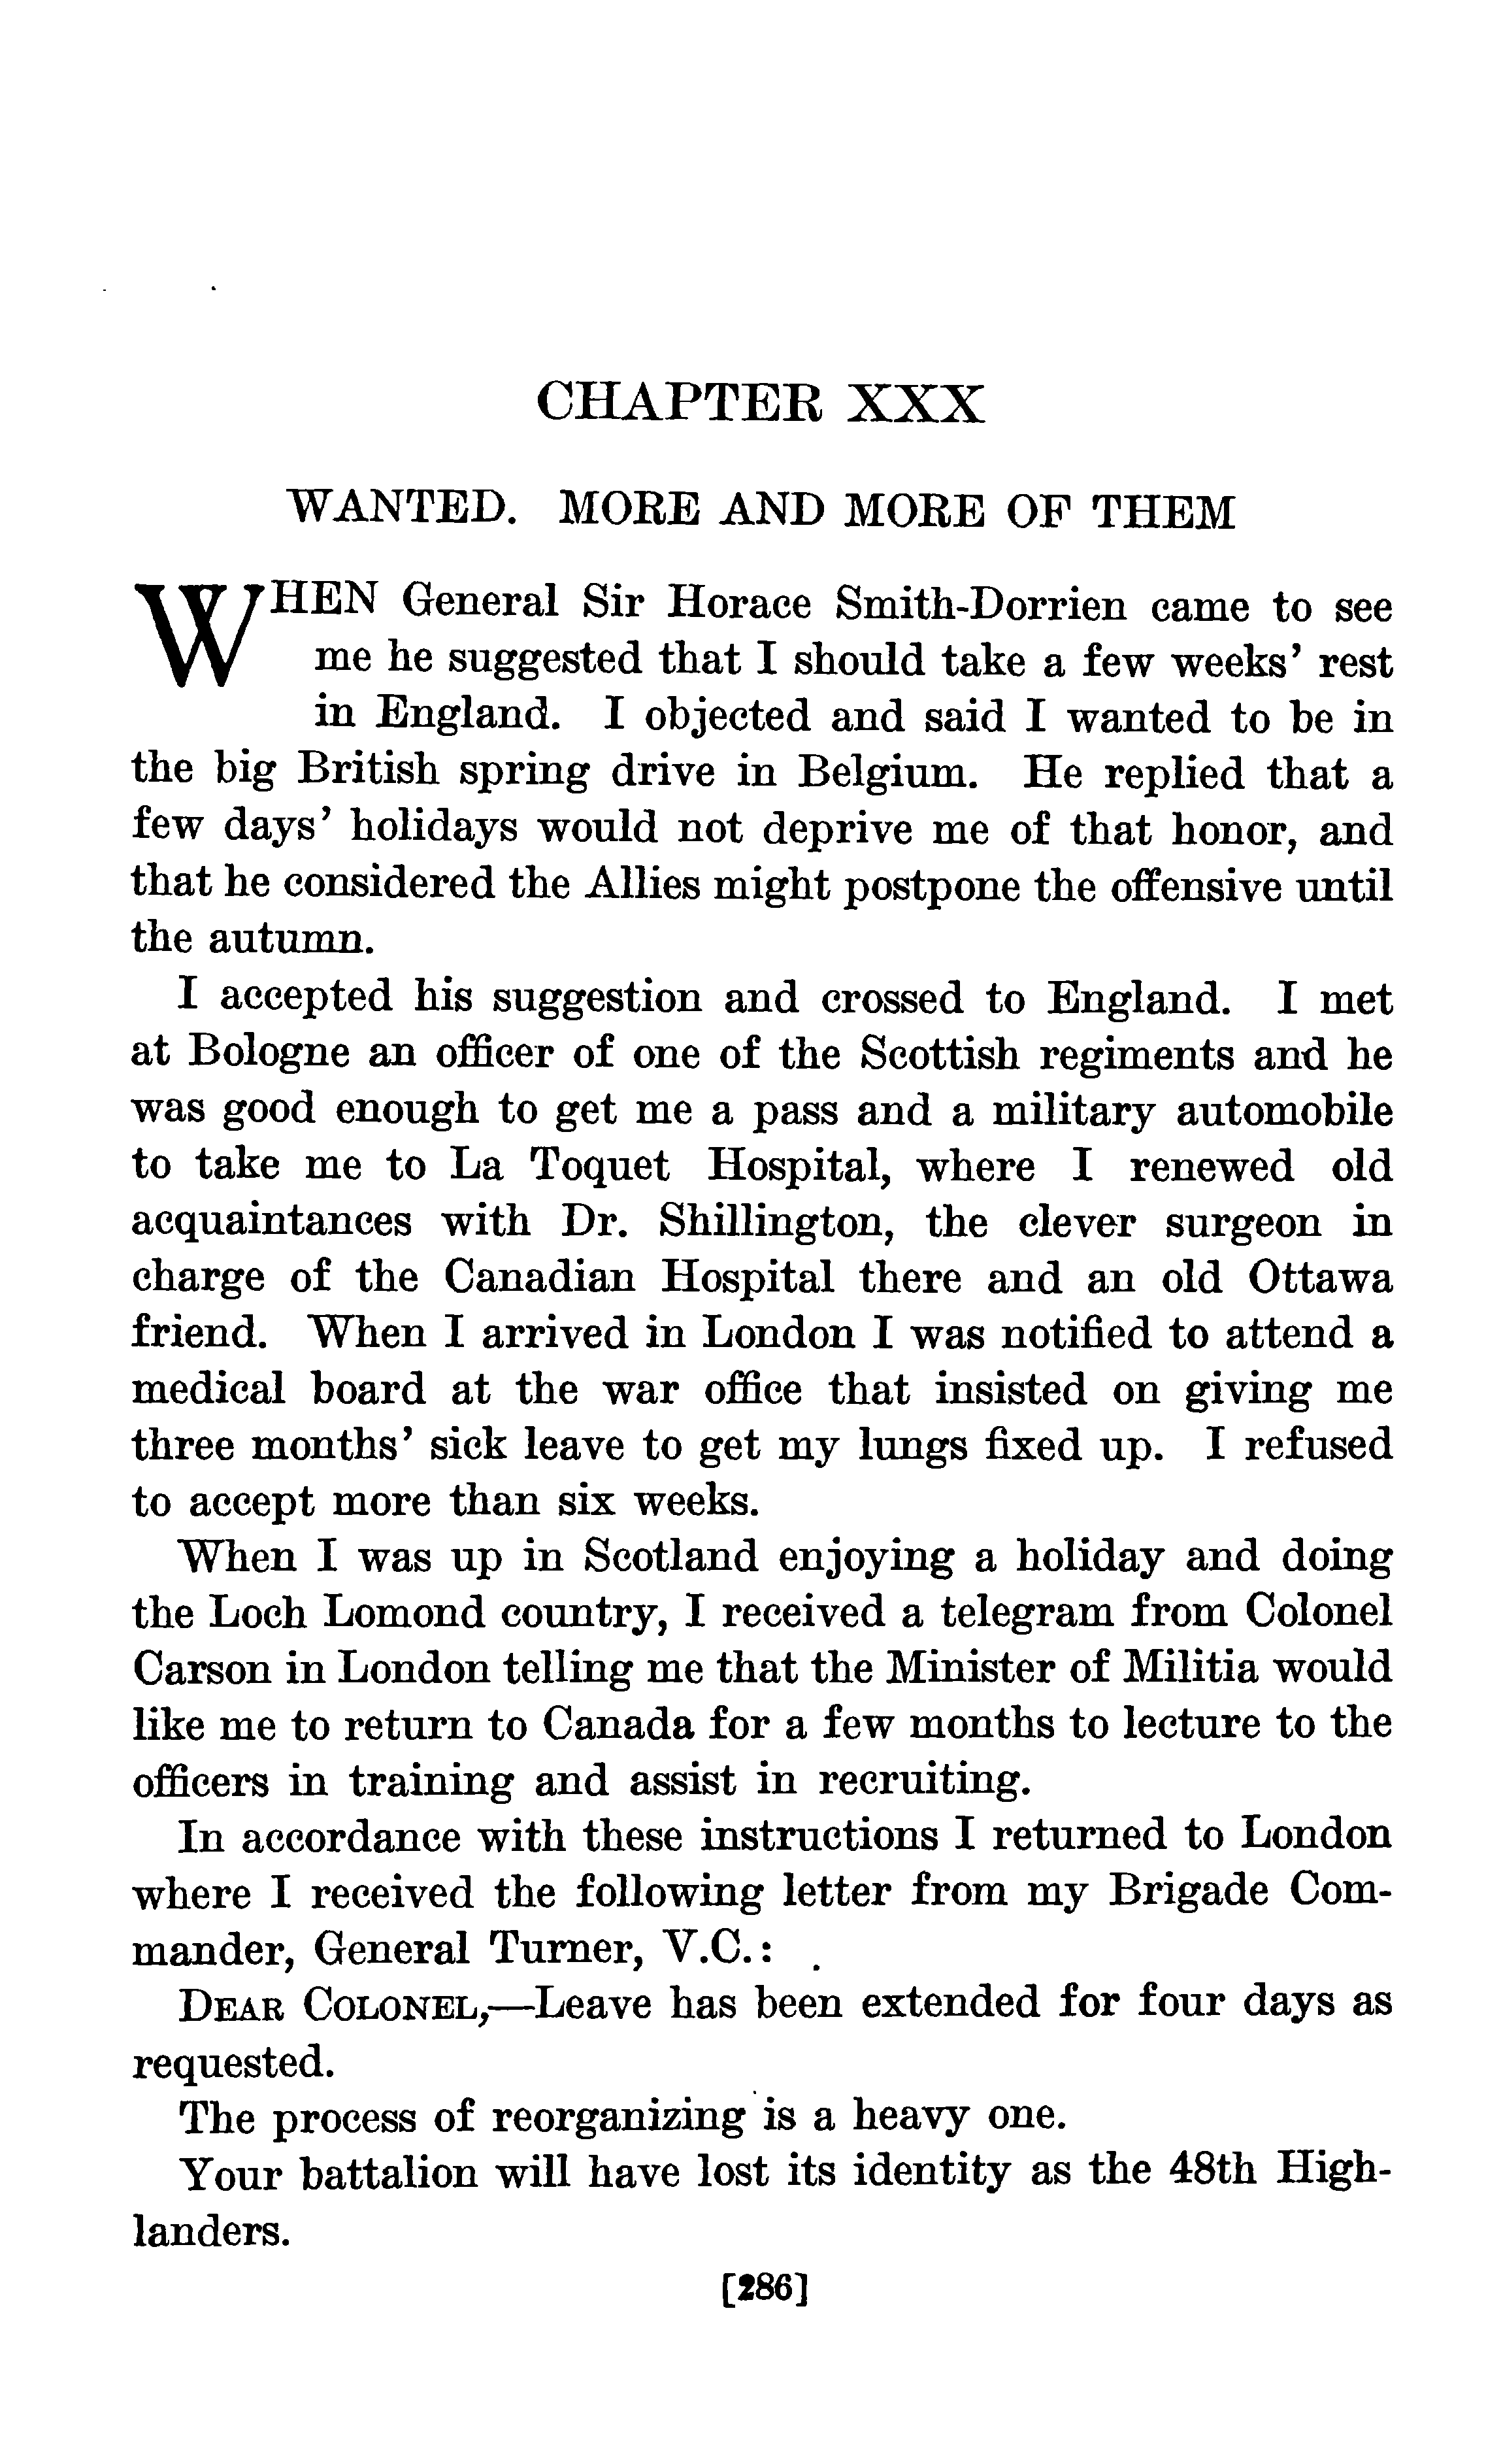 CHAPTER XXX
WANTED. MORE AND MORE OF THEM
WHEN General Sir Horace Smith-Dorrien came to see
me he suggested that I should take a few weeks' rest
in England. I objected and said I wanted to be in
the big British spring drive in Belgium. He replied that a
few days' holidays would not deprive me of that honor, and
that he considered the Allies might postpone the offensive until
the autumn.
I accepted his suggestion and crossed to England. I met
at Bologne an officer of one of the Scottish regiments and he
was good enough to get me a pass and a military automobile
to take me to La Toquet Hospital, where I renewed old
acquaintances with Dr. Shillington, the clever surgeon in
charge of the Canadian Hospital there and an old Ottawa
friend. When I arrived in London I was notified to attend a
medical board at the war office that insisted on giving me
three months' sick leave to get my lungs fixed up. I refused
to accept more than six weeks.
When I was up in Scotland enjoying a holiday and doing
the Loch Lomond country, I received a telegram from Colonel
Carson in London telling me that the Minister of Militia would
like me to return to Canada for a few months to lecture to the
officers in training and assist in recruiting.
In accordance with these instructions I returned to London
where I received the following letter from my Brigade Com-
mander, General Turner, V.C.:
DEAR COLONEL,—Leave has been extended for four days as
requested.
The process of reorganizing is a heavy one.
Your battalion will have lost its identity as the 48th High-
landers.
[286]